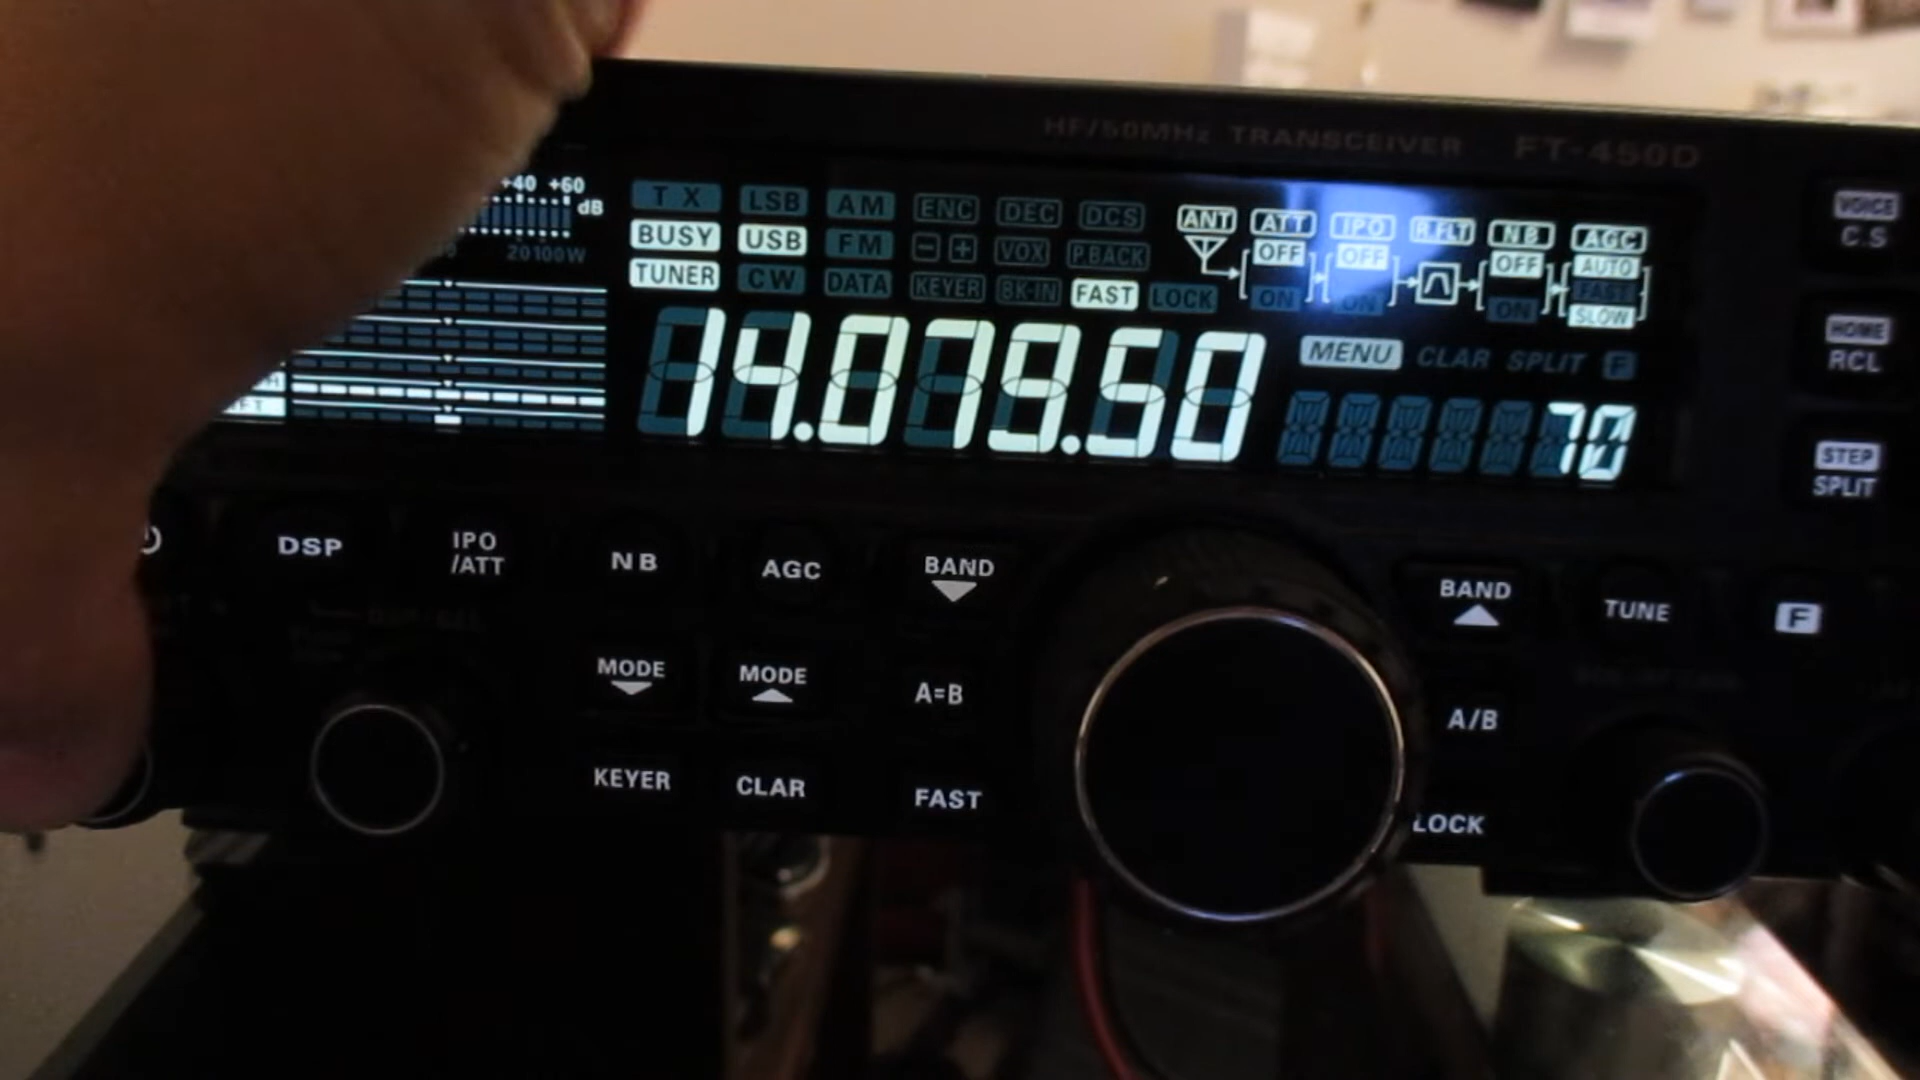 HF/50MHz TRANSCEIVER FT-450D
+40 +60 dB
20 100W
TX LSB AM ENC DEC DCS
BUSY USB FM - + VOX P.BACK
TUNER CW DATA KEYER BK-IN FAST LOCK
ANT ATT IPO R.FLT NB AGC
OFF OFF OFF AUTO
ON ON ON FAST
SLOW
14.079.50
MENU CLAR SPLIT F
70
VOICE
C.S
HOME
RCL
STEP
SPLIT
DSP
IPO
/ATT
NB
AGC
BAND
BAND
TUNE
F
MODE
MODE
A=B
A/B
KEYER
CLAR
FAST
LOCK